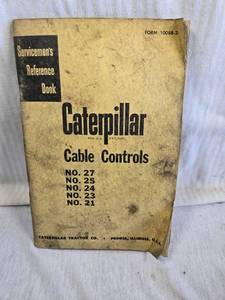 FORM 10088-3
Serviceman's
Reference
Book
Caterpillar
Cable Controls
NO. 27
NO. 25
NO. 24
NO. 23
NO. 21
CATERPILLAR TRACTOR CO. • PEORIA, ILLINOIS, U.S.A.